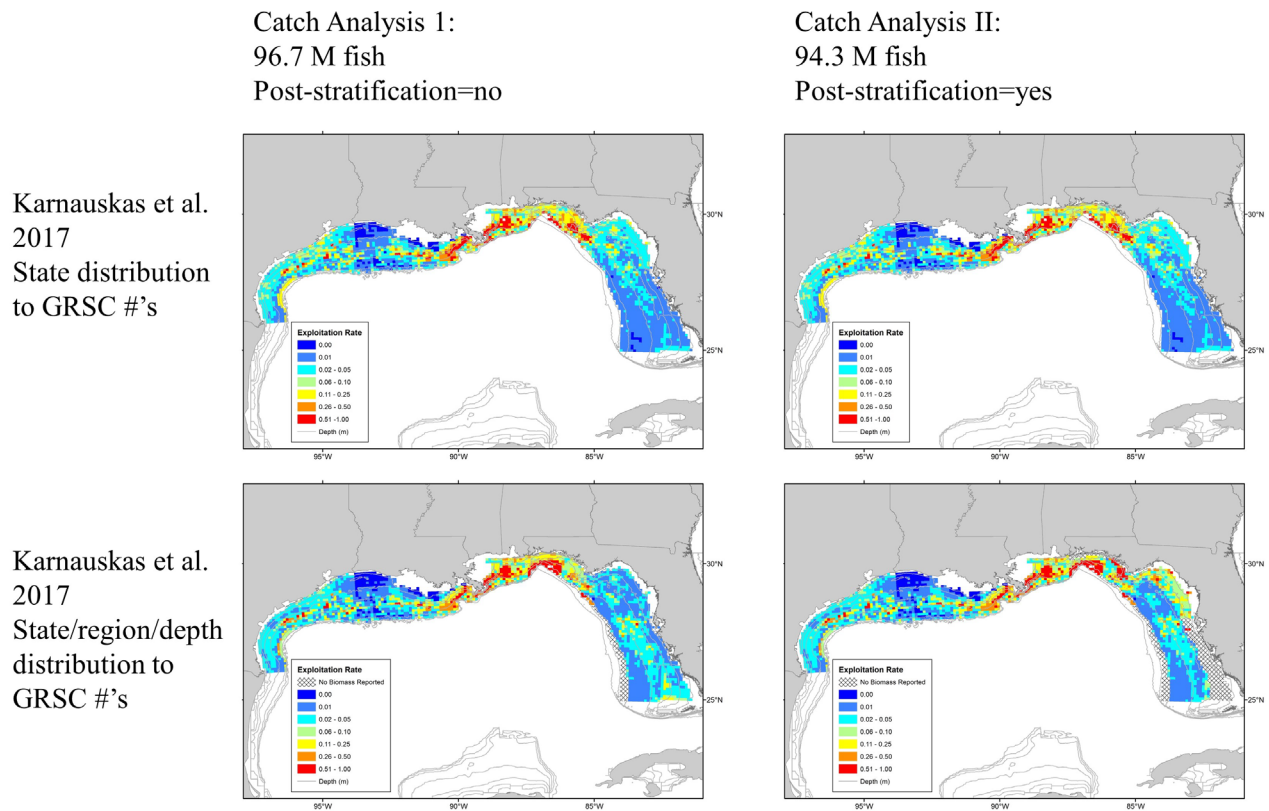 Catch Analysis 1:
96.7 M fish
Post-stratification=no
Catch Analysis II:
94.3 M fish
Post-stratification=yes
Karnauskas et al.
2017
State distribution
to GRSC #'s
30°N
25°N
95°W
90°W
85°W
Exploitation Rate
0.00
0.01
0.02 - 0.05
0.06 - 0.10
0.11 - 0.25
0.26 - 0.50
0.51 -1.00
Depth (m)
30°N
25°N
95°W
90°W
85°W
Exploitation Rate
0.00
0.01
0.02 - 0.05
0.06 - 0.10
0.11 - 0.25
0.26 - 0.50
0.51 -1.00
Depth (m)
Karnauskas et al.
2017
State/region/depth
distribution to
GRSC #'s
30°N
25°N
95°W
90°W
85°W
Exploitation Rate
No Biomass Reported
0.00
0.01
0.02 - 0.05
0.06 - 0.10
0.11 - 0.25
0.26 - 0.50
0.51 -1.00
Depth (m)
30°N
25°N
95°W
90°W
85°W
Exploitation Rate
No Biomass Reported
0.00
0.01
0.02 - 0.05
0.06 - 0.10
0.11 - 0.25
0.26 - 0.50
0.51 -1.00
Depth (m)